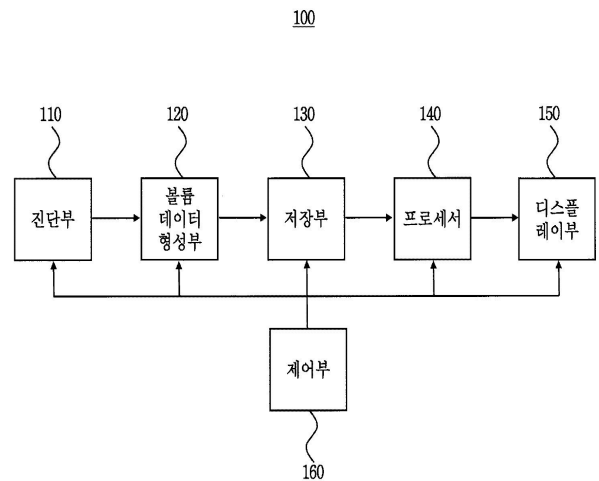 100
110
120
130
140
150
진단부
볼륨
데이터
형성부
저장부
프로세서
디스플
레이부
제어부
160